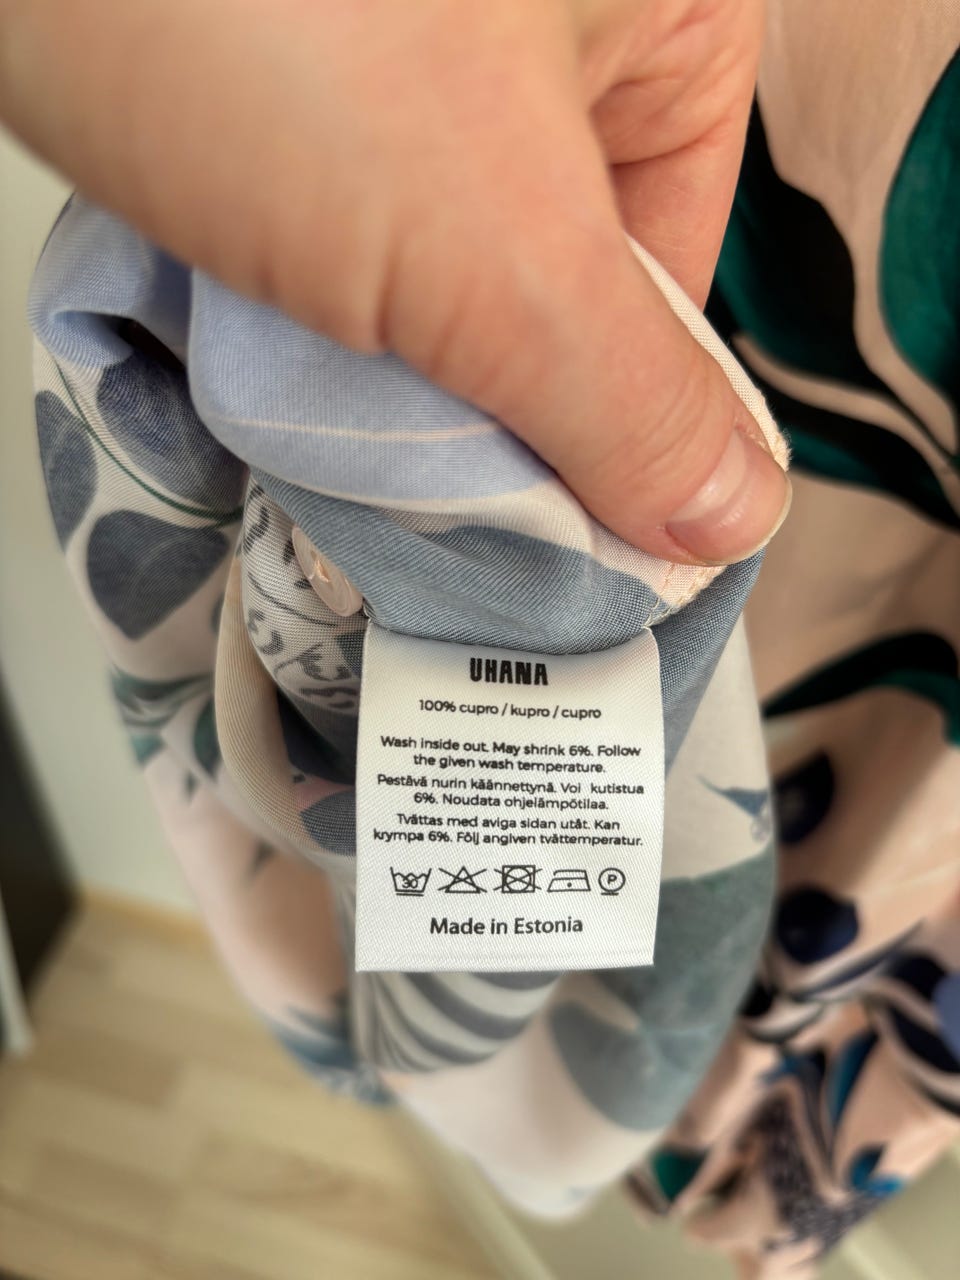 UHANA
100% cupro / kupro / cupro
Wash inside out. May shrink 6%. Follow
the given wash temperature.
Pestävä nurin käännettynä. Voi kutistua
6%. Noudata ohjelämpötilaa.
Tvättas med aviga sidan utåt. Kan
krympa 6%. Följ angiven tvättemperatur.
30 P
Made in Estonia